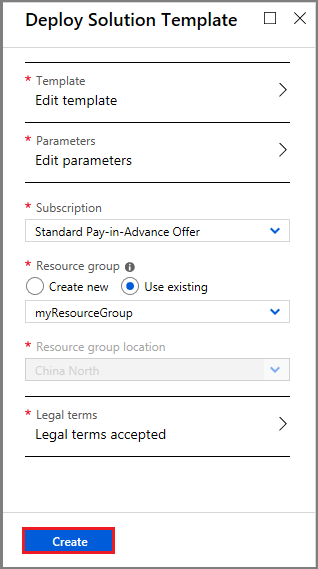 Deploy Solution Template
* Template
Edit template
* Parameters
Edit parameters
* Subscription
Standard Pay-in-Advance Offer
* Resource group
Create new Use existing
myResourceGroup
* Resource group location
China North
* Legal terms
Legal terms accepted
Create